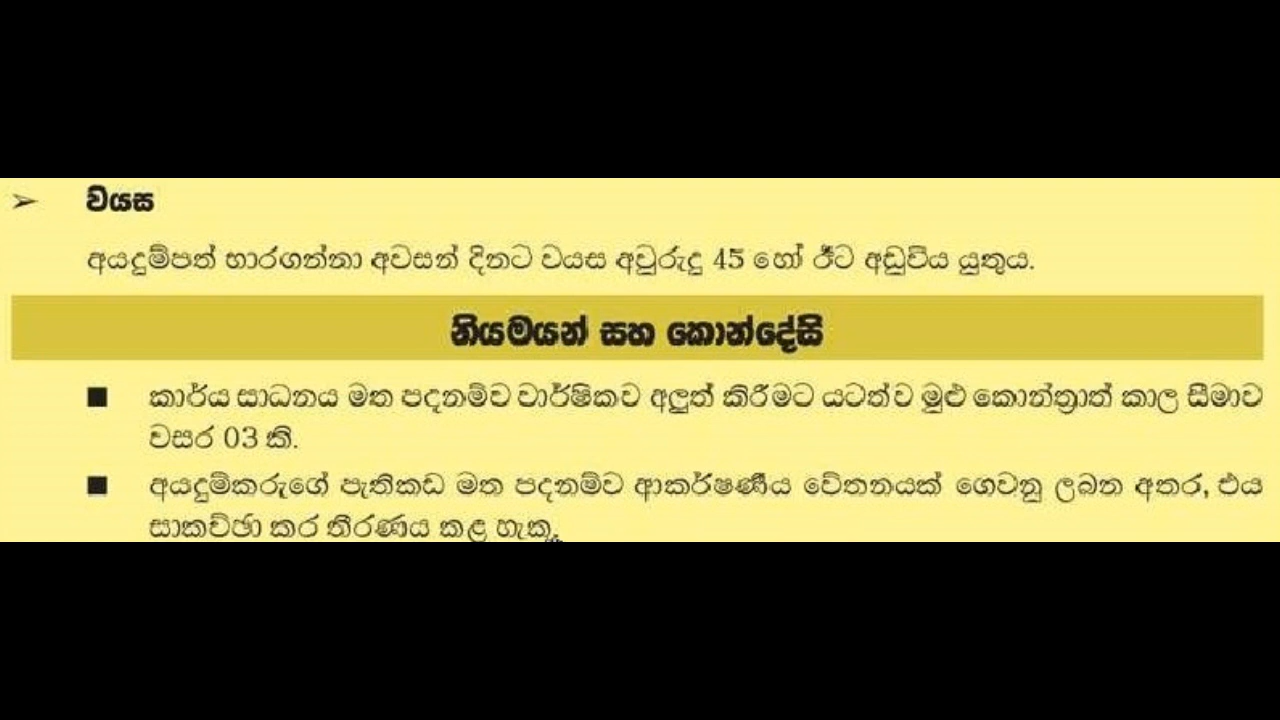 ➢ වයස
අයදුම්පත් භාරගන්නා අවසන් දිනට වයස අවුරුදු 45 හෝ ඊට අඩුවිය යුතුය.
නියමයන් සහ කොන්දේසි
■ කාර්ය සාධනය මත පදනම්ව වාර්ෂිකව අලුත් කිරීමට යටත්ව මුළු කොන්ත්‍රාත් කාල සීමාව
වසර 03 කි.
■ අයදුම්කරුගේ පැතිකඩ මත පදනම්ව ආකර්ෂණීය වේතනයක් ගෙවනු ලබන අතර, එය
සාකච්ඡා කර තීරණය කළ හැකූ.